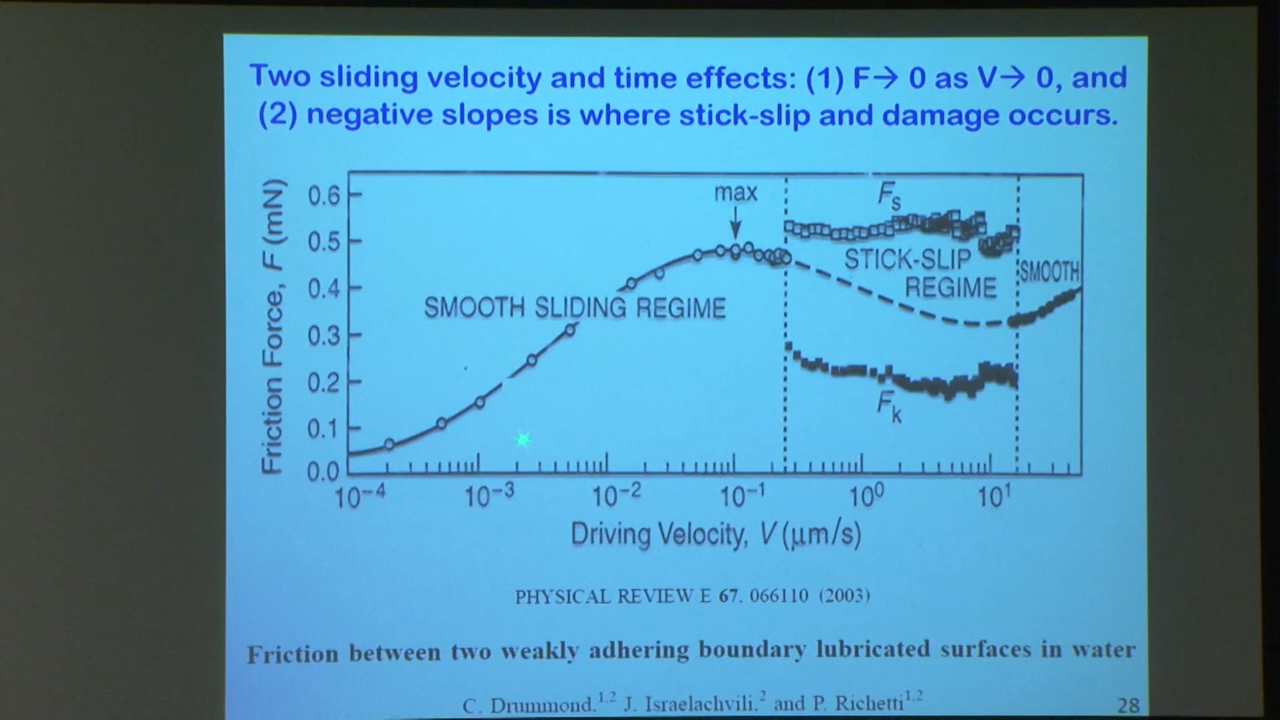 Two sliding velocity and time effects: (1) F→ 0 as V→ 0, and
(2) negative slopes is where stick-slip and damage occurs.
Friction Force, F (mN)
0.6
0.5
0.4
0.3
0.2
0.1
0.0
max
Fs
STICK-SLIP
REGIME
SMOOTH
SMOOTH SLIDING REGIME
Fk
10⁻⁴ 10⁻³ 10⁻² 10⁻¹ 10⁰ 10¹
Driving Velocity, V (μm/s)
PHYSICAL REVIEW E 67. 066110 (2003)
Friction between two weakly adhering boundary lubricated surfaces in water
C. Drummond,1,2 J. Israelachvili,2 and P. Richetti1,2
28